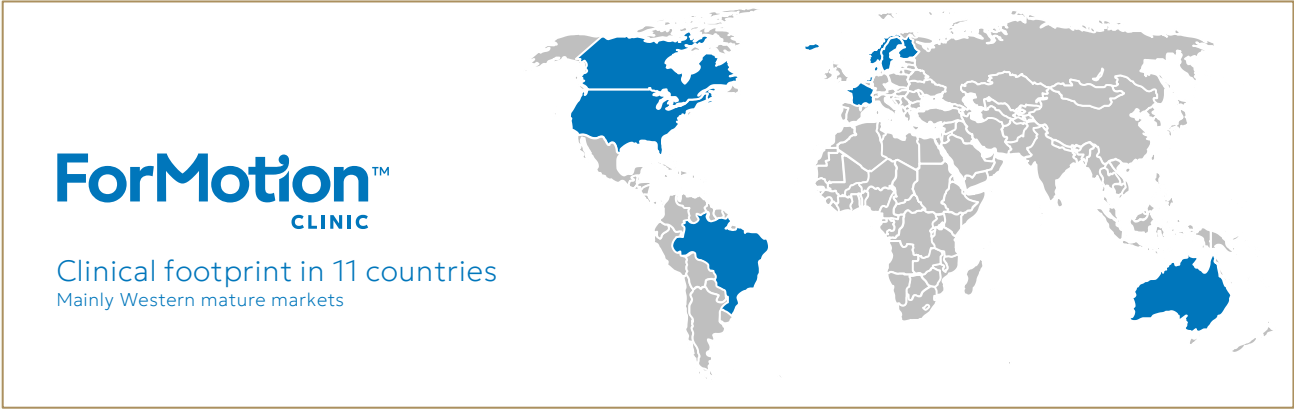 ForMotion™
CLINIC
Clinical footprint in 11 countries
Mainly Western mature markets